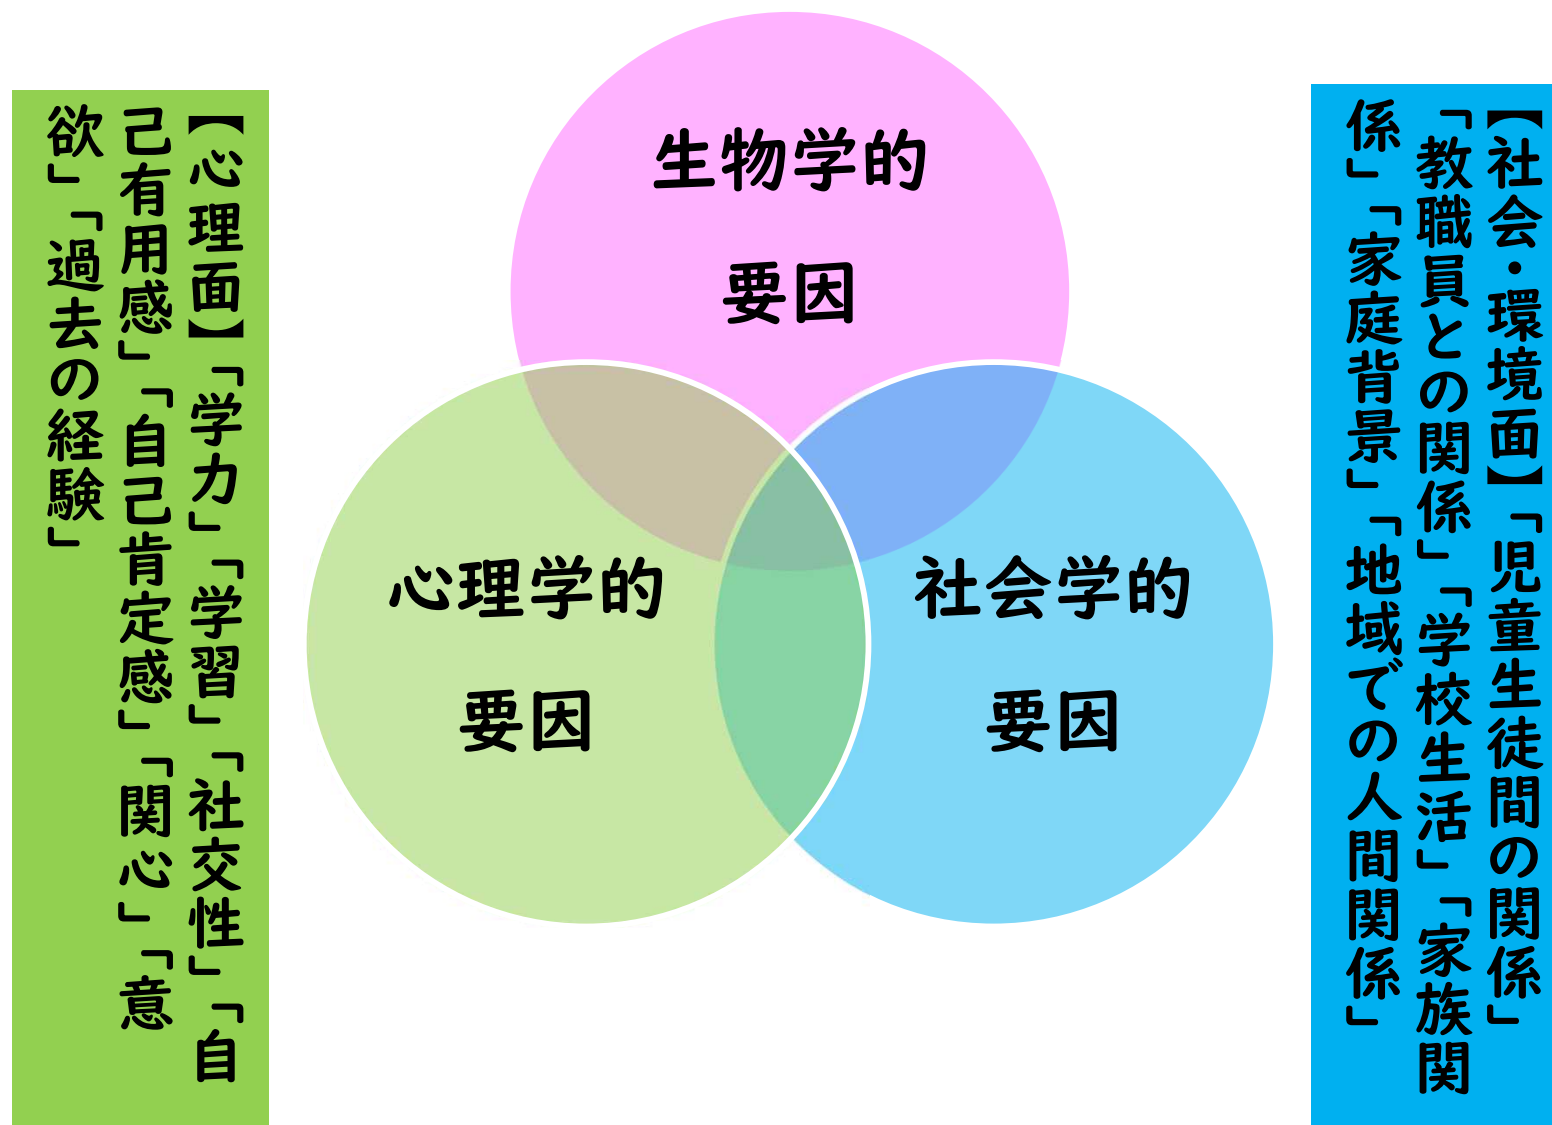 生物学的
要因
心理学的
要因
社会学的
要因
【社会・環境面】「児童生徒間の関係」
「教職員との関係」「学校生活」「家族関
係」「家庭背景」「地域での人間関係」
【心理面】「学力」「学習」「社交性」「自
己有用感」「自己肯定感」「関心」「意
欲」「過去の経験」